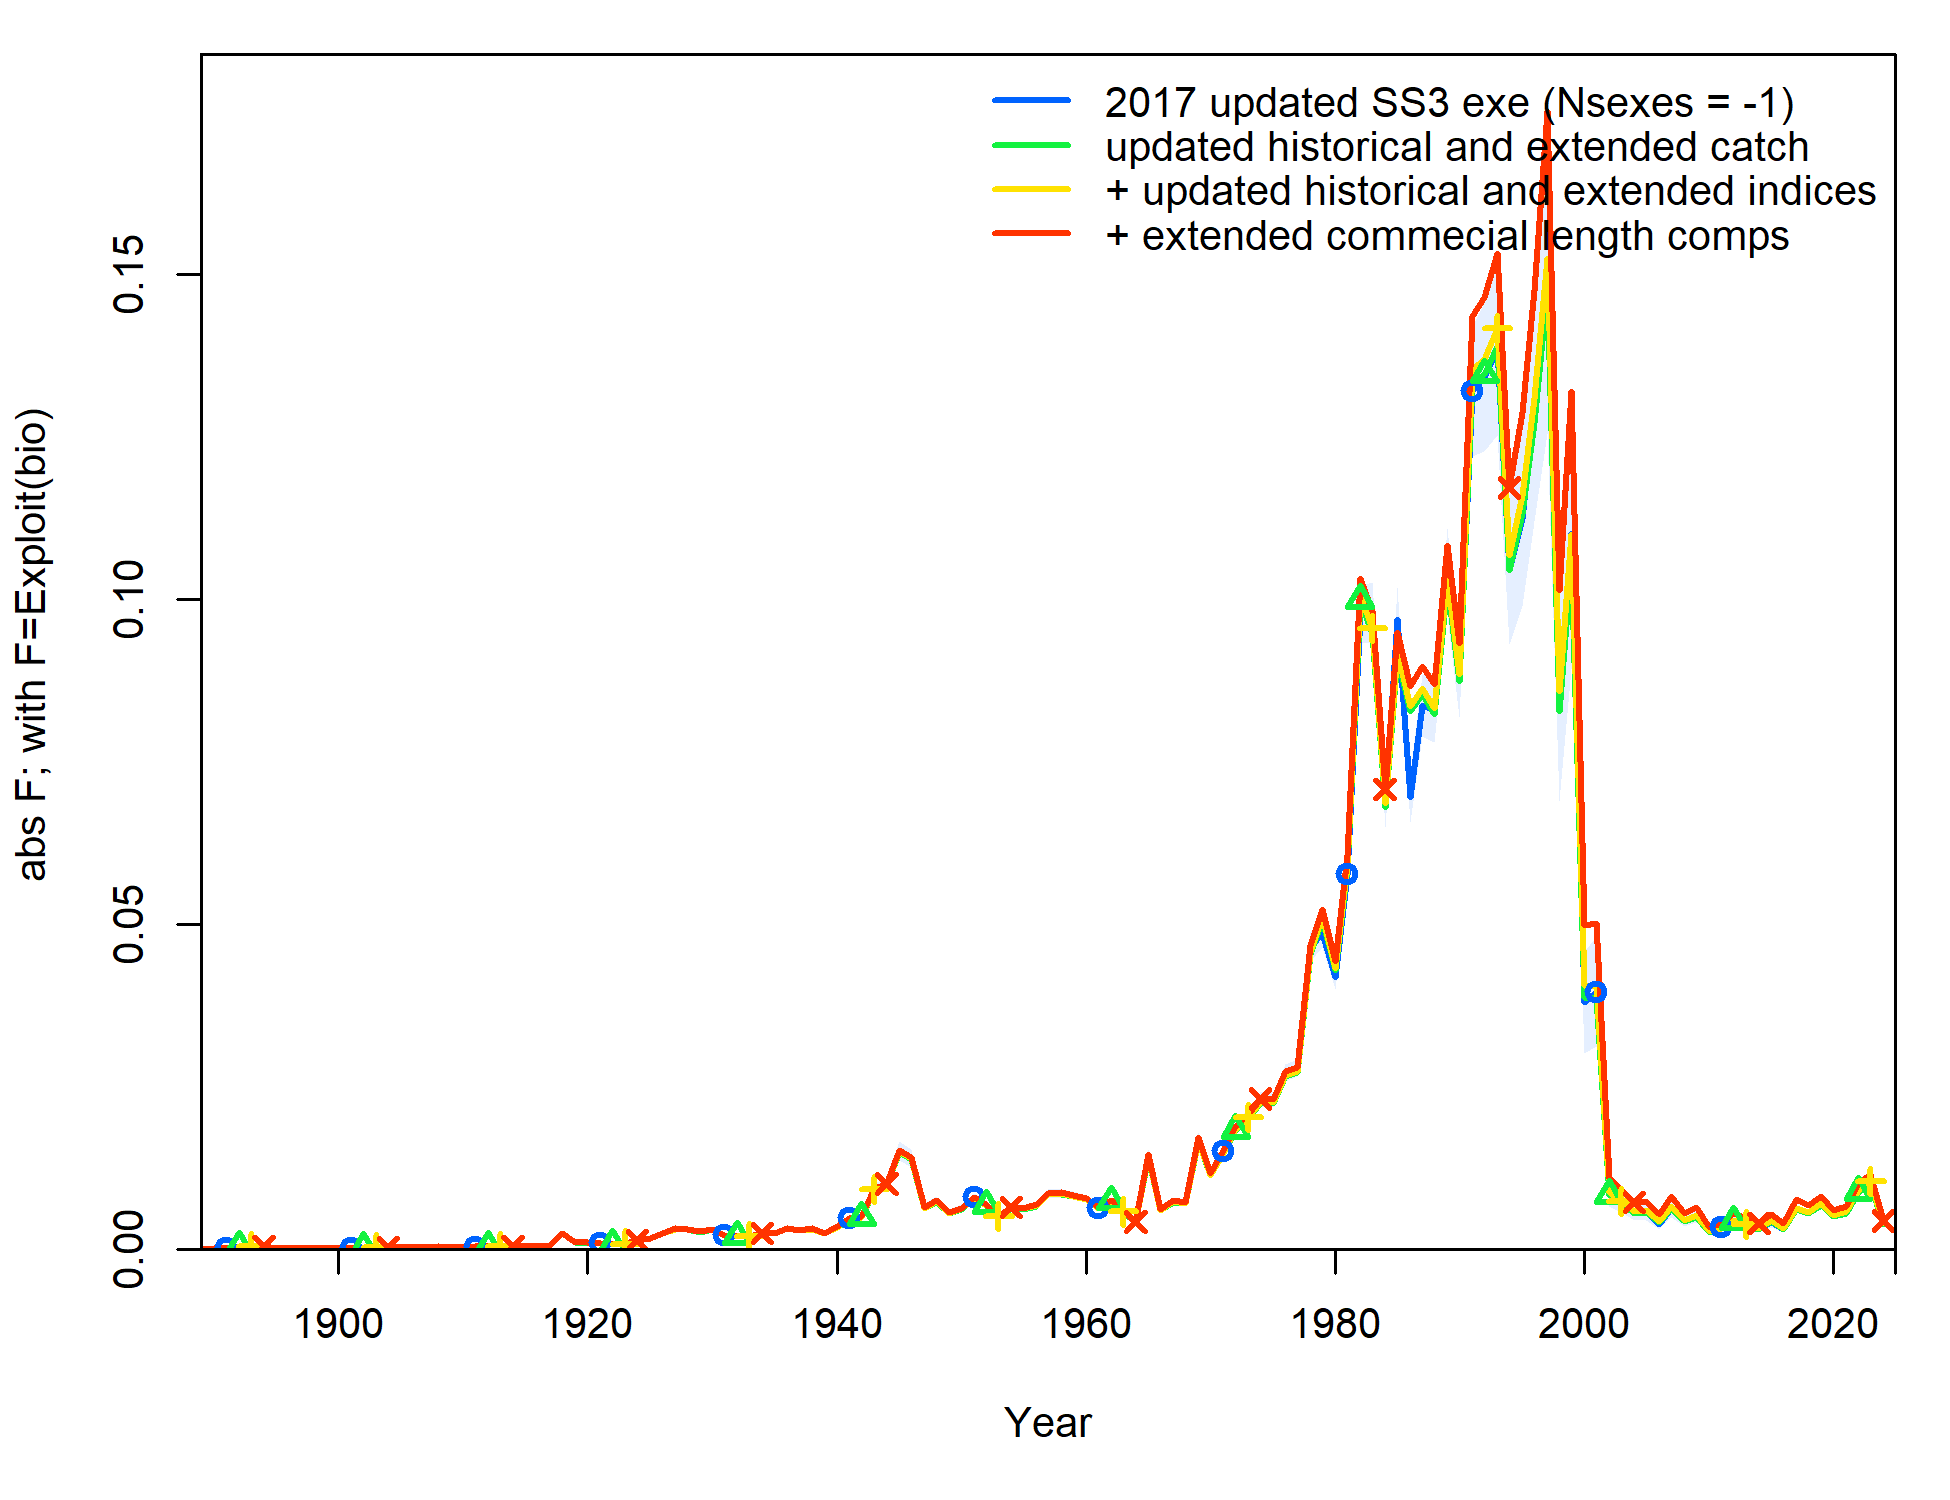 2017 updated SS3 exe (Nsexes = -1)
updated historical and extended catch
+ updated historical and extended indices
+ extended commecial length comps
abs F; with F=Exploit(bio)
0.15
0.10
0.05
0.00
1900 1920 1940 1960 1980 2000 2020
Year